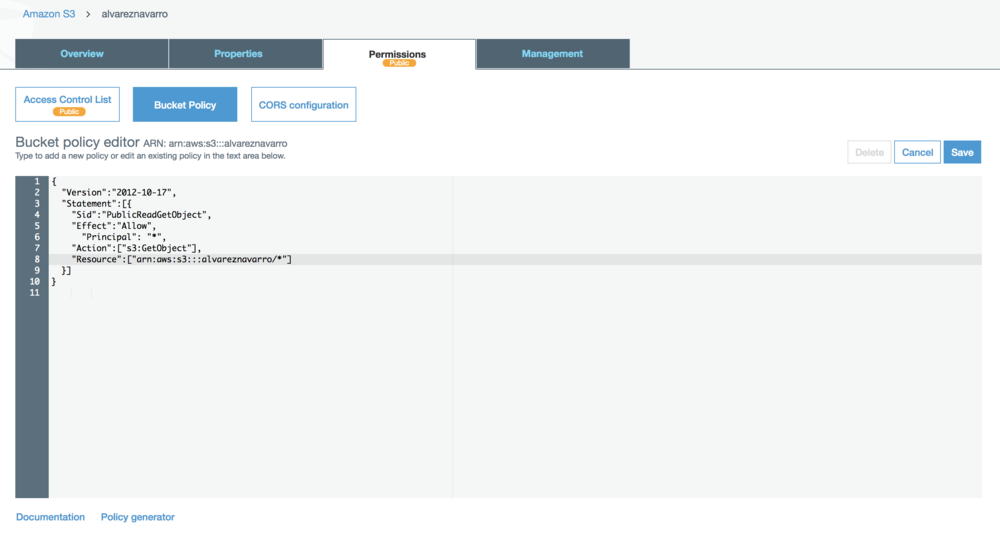 Amazon S3 > alvareznavarro
Overview Properties Permissions Management
Public
Access Control List Bucket Policy CORS configuration
Public
Bucket policy editor ARN: arn:aws:s3:::alvareznavarro
Type to add a new policy or edit an existing policy in the text area below.
Delete Cancel Save
1 {
2 "Version":"2012-10-17",
3 "Statement":[{
4 "Sid":"PublicReadGetObject",
5 "Effect":"Allow",
6 "Principal": "*",
7 "Action":["s3:GetObject"],
8 "Resource":["arn:aws:s3:::alvareznavarro/*"]
9 }]
10 }
11
Documentation Policy generator